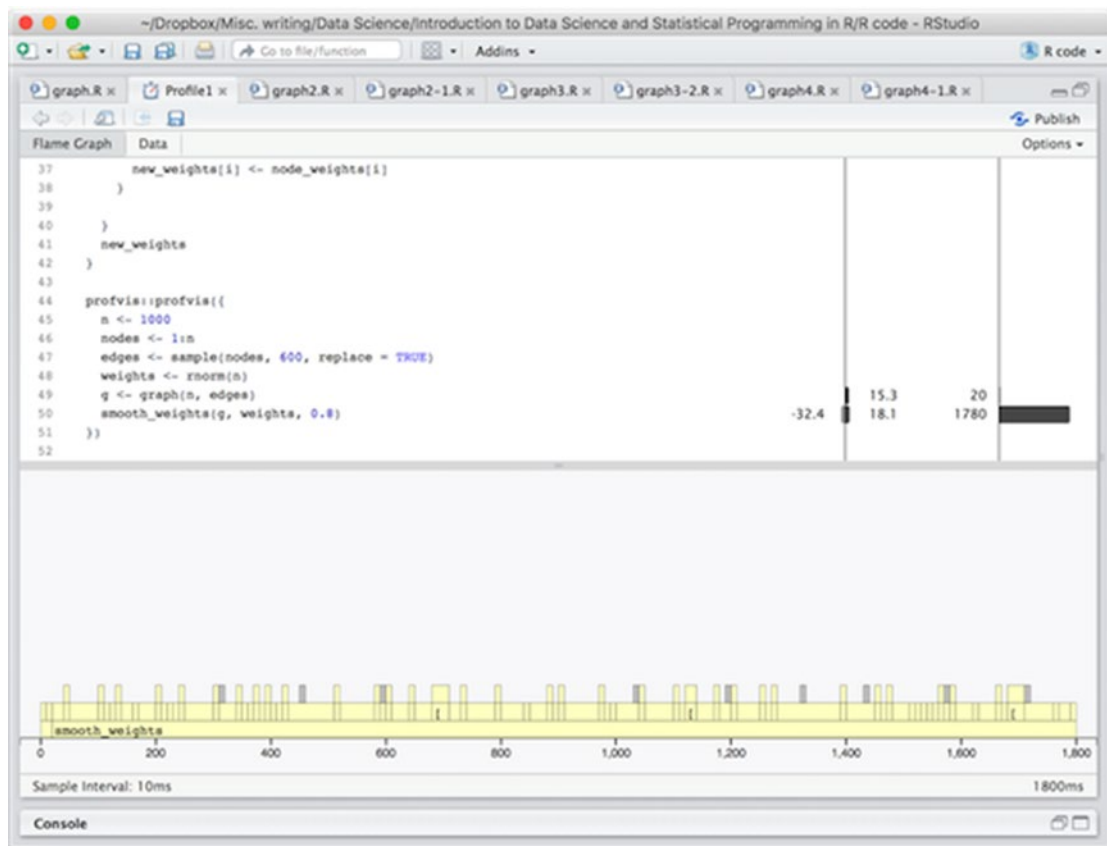 ~/Dropbox/Misc. writing/Data Science/Introduction to Data Science and Statistical Programming in R/R code - RStudio
Go to file/function Addins R code
graph.R Profile1 graph2.R graph2-1.R graph3.R graph3-2.R graph4.R graph4-1.R
Publish
Flame Graph Data Options
37 new_weights[i] <- node_weights[i]
38 }
39
40 }
41 new_weights
42 }
43
44 profvis::profvis({
45 n <- 1000
46 nodes <- 1:n
47 edges <- sample(nodes, 600, replace = TRUE)
48 weights <- rnorm(n)
49 g <- graph(n, edges) 15.3 20
50 smooth_weights(g, weights, 0.8) -32.4 18.1 1780
51 })
52
[ [ [
smooth_weights
0 200 400 600 800 1,000 1,200 1,400 1,600 1,800
Sample Interval: 10ms 1800ms
Console